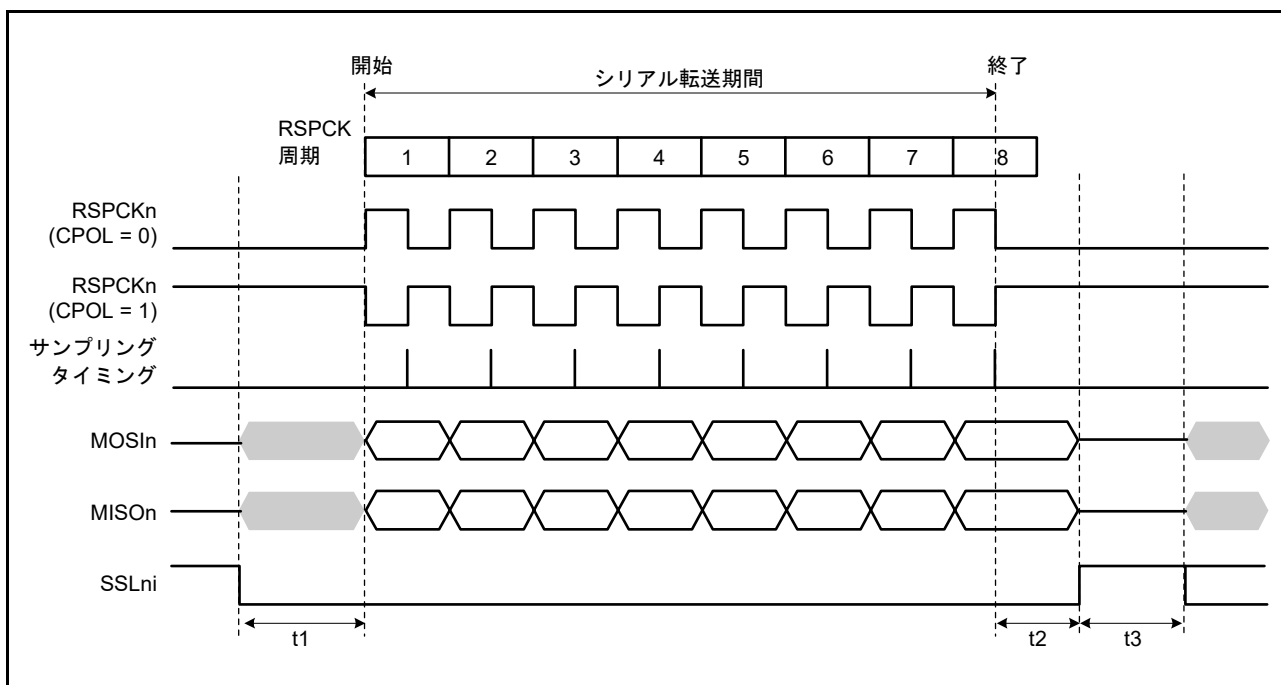 開始
シリアル転送期間
終了
RSPCK
周期
1 2 3 4 5 6 7 8
RSPCKn
(CPOL = 0)
RSPCKn
(CPOL = 1)
サンプリング
タイミング
MOSIn
MISOn
SSLni
t1
t2
t3